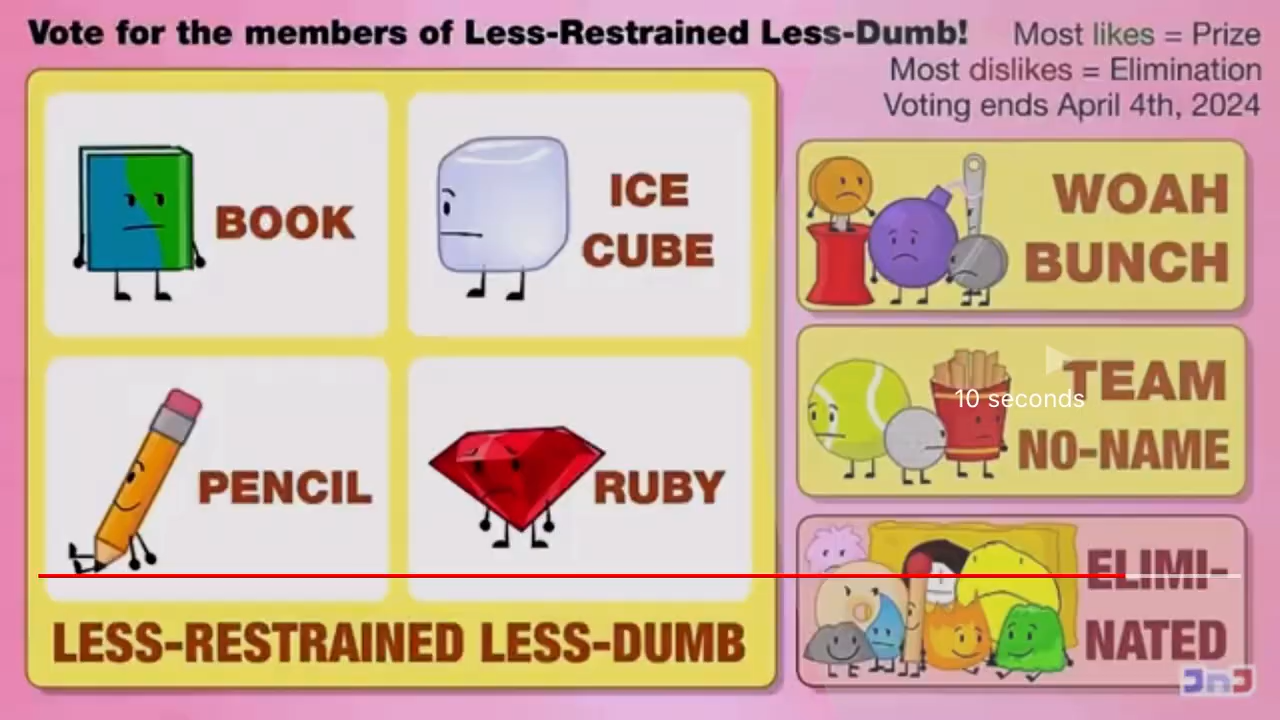 Vote for the members of Less-Restrained Less-Dumb!
Most likes = Prize
Most dislikes = Elimination
Voting ends April 4th, 2024
BOOK
ICE
CUBE
PENCIL
RUBY
LESS-RESTRAINED LESS-DUMB
WOAH
BUNCH
TEAM
10 seconds
NO-NAME
ELIMI-
NATED
JnJ